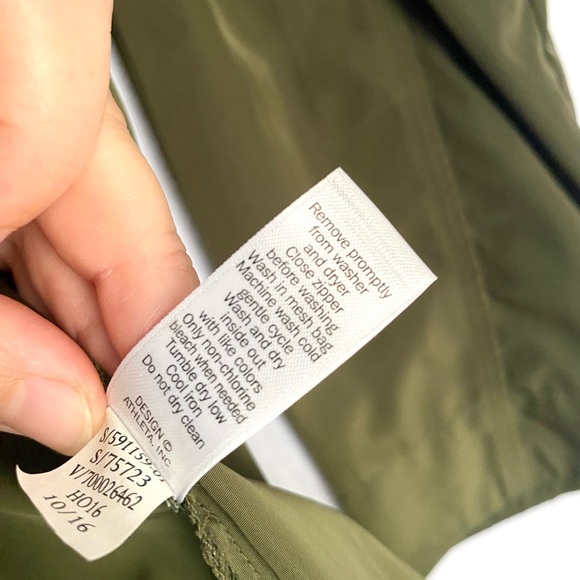 Remove promptly
from washer
and dryer
Close zipper
before washing
Wash in mesh bag
Machine wash cold
gentle cycle
Wash and dry
inside out
with like colors
Only non-chlorine
bleach when needed
Tumble dry low
Cool iron
Do not dry clean
DESIGN ©
ATHLETA, INC
S/75723
V/700026462
HO16
10/16